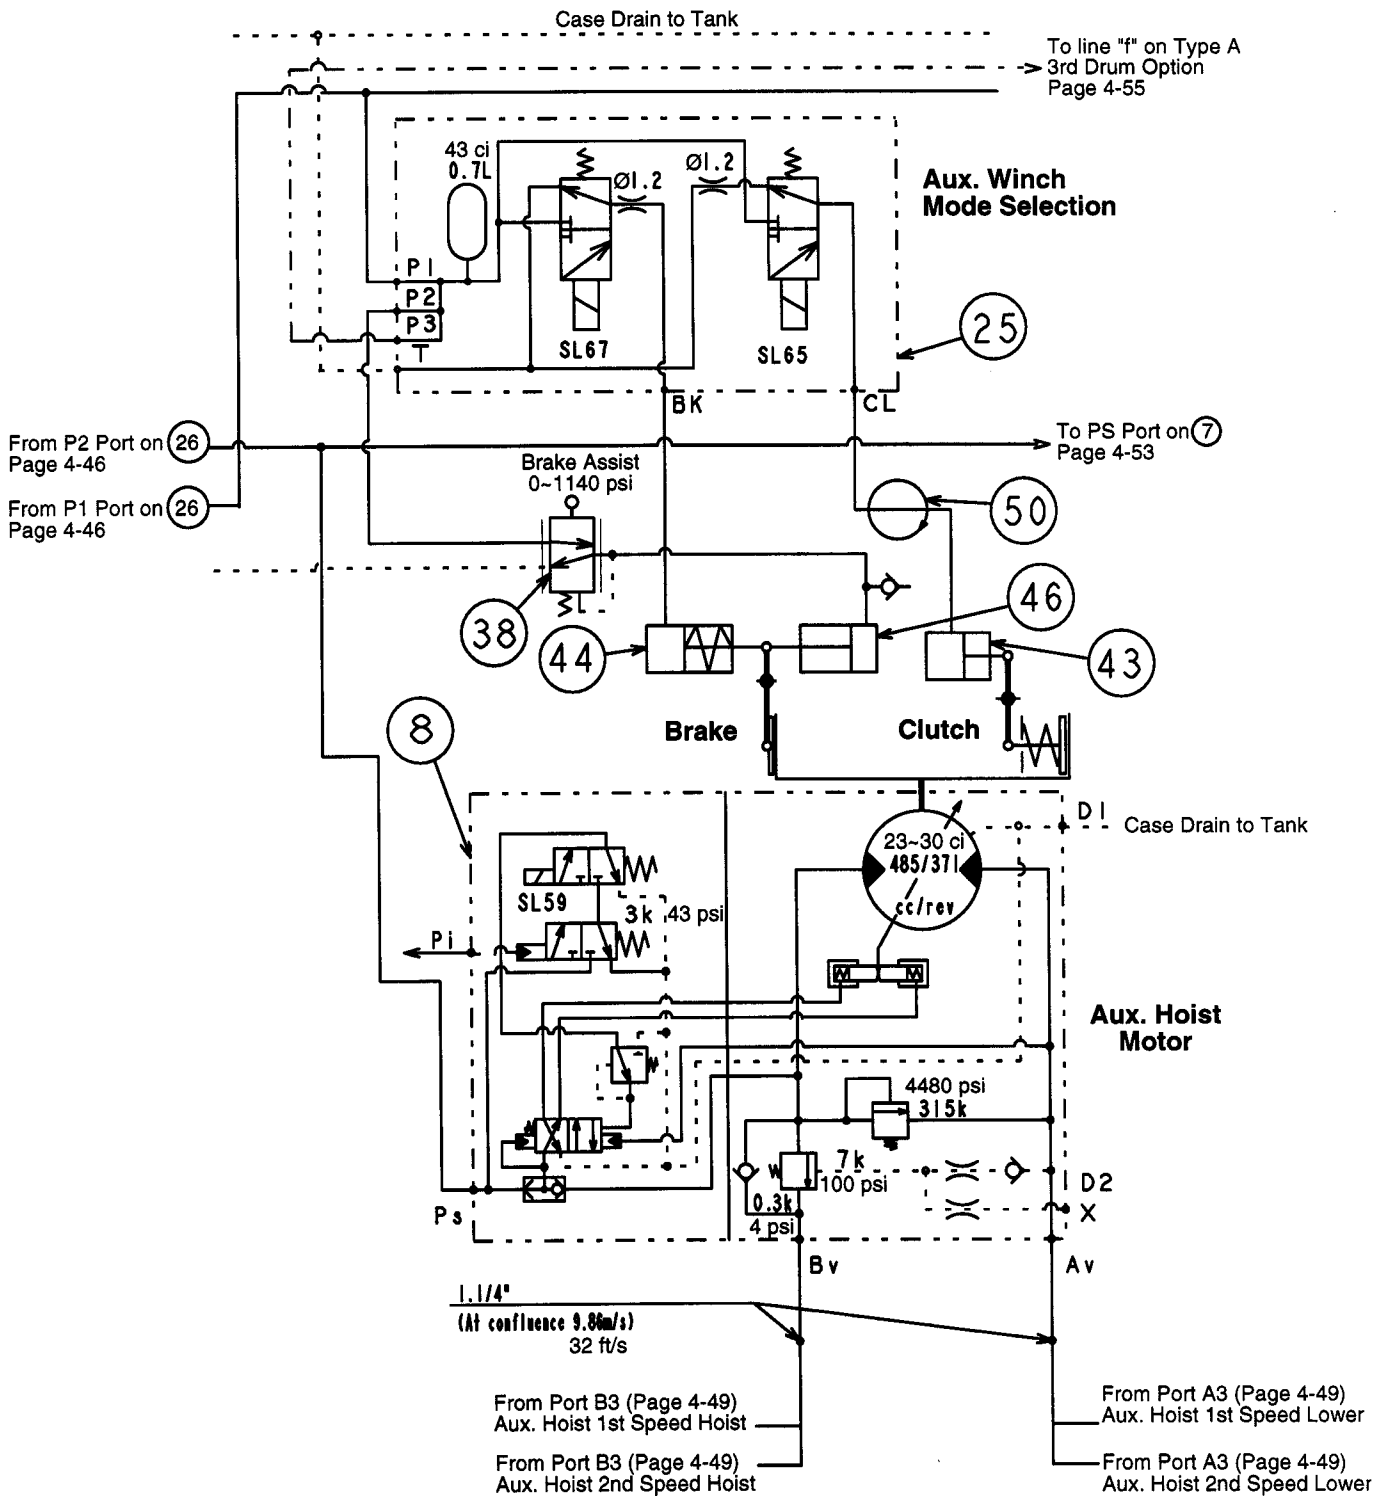 Case Drain to Tank
To line "f" on Type A
3rd Drum Option
Page 4-55
43 ci
0.7L
Ø1.2
Ø1.2
Aux. Winch
Mode Selection
P1
P2
P3
T
SL67
SL65
25
BK
CL
From P2 Port on 26
Page 4-46
To PS Port on 7
Page 4-53
From P1 Port on 26
Page 4-46
Brake Assist
0~1140 psi
50
38
44
46
43
Brake
Clutch
8
D1
Case Drain to Tank
23~30 ci
485/371
cc/rev
SL59
3k 43 psi
Pi
Aux. Hoist
Motor
4480 psi
315k
7k
100 psi
0.3k
4 psi
D2
X
Ps
Bv
Av
1.1/4"
(At confluence 9.86m/s)
32 ft/s
From Port B3 (Page 4-49)
Aux. Hoist 1st Speed Hoist
From Port A3 (Page 4-49)
Aux. Hoist 1st Speed Lower
From Port B3 (Page 4-49)
Aux. Hoist 2nd Speed Hoist
From Port A3 (Page 4-49)
Aux. Hoist 2nd Speed Lower